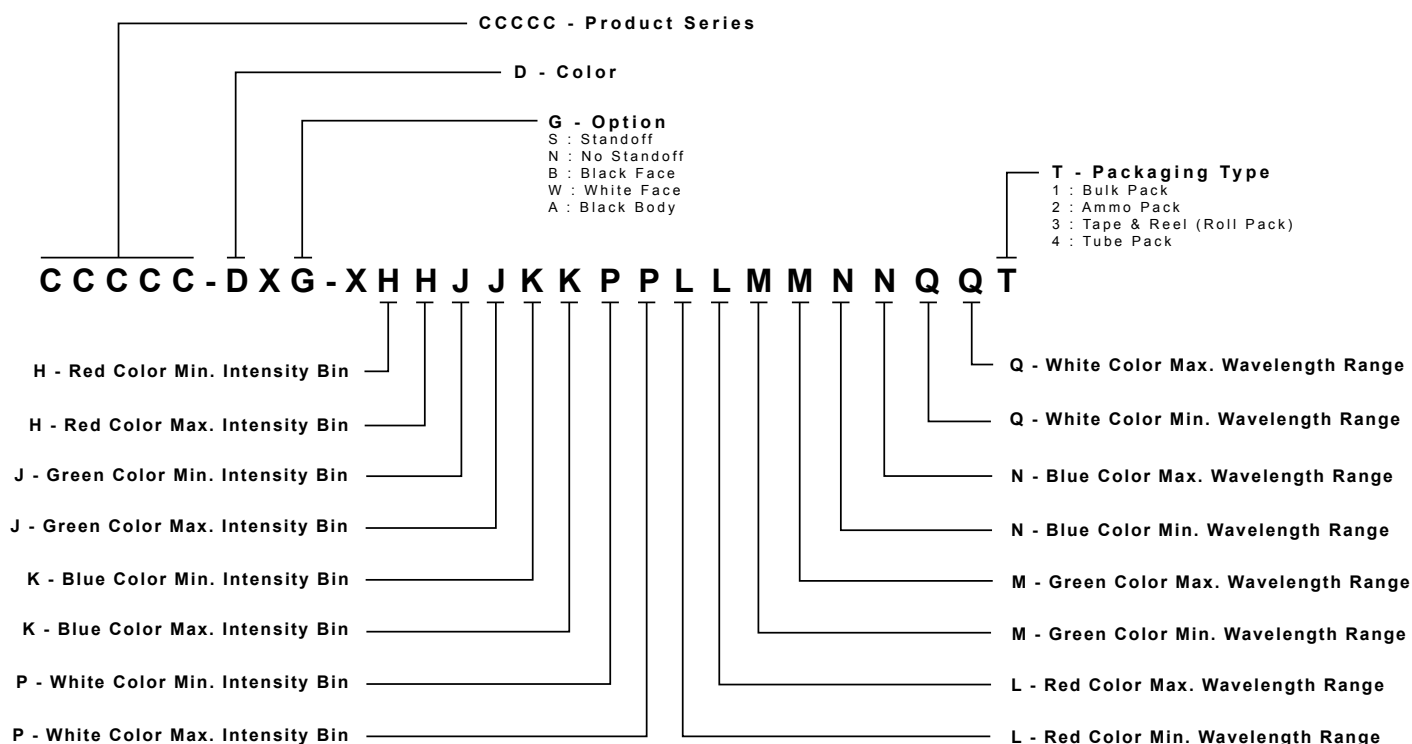 CCCCC - Product Series
D - Color
G - Option
S : Standoff
N : No Standoff
B : Black Face
W : White Face
A : Black Body
T - Packaging Type
1 : Bulk Pack
2 : Ammo Pack
3 : Tape & Reel (Roll Pack)
4 : Tube Pack
CCCCC-DXG-XHHJJKKPPLLMMNNQQT
H - Red Color Min. Intensity Bin
H - Red Color Max. Intensity Bin
J - Green Color Min. Intensity Bin
J - Green Color Max. Intensity Bin
K - Blue Color Min. Intensity Bin
K - Blue Color Max. Intensity Bin
P - White Color Min. Intensity Bin
P - White Color Max. Intensity Bin
Q - White Color Max. Wavelength Range
Q - White Color Min. Wavelength Range
N - Blue Color Max. Wavelength Range
N - Blue Color Min. Wavelength Range
M - Green Color Max. Wavelength Range
M - Green Color Min. Wavelength Range
L - Red Color Max. Wavelength Range
L - Red Color Min. Wavelength Range